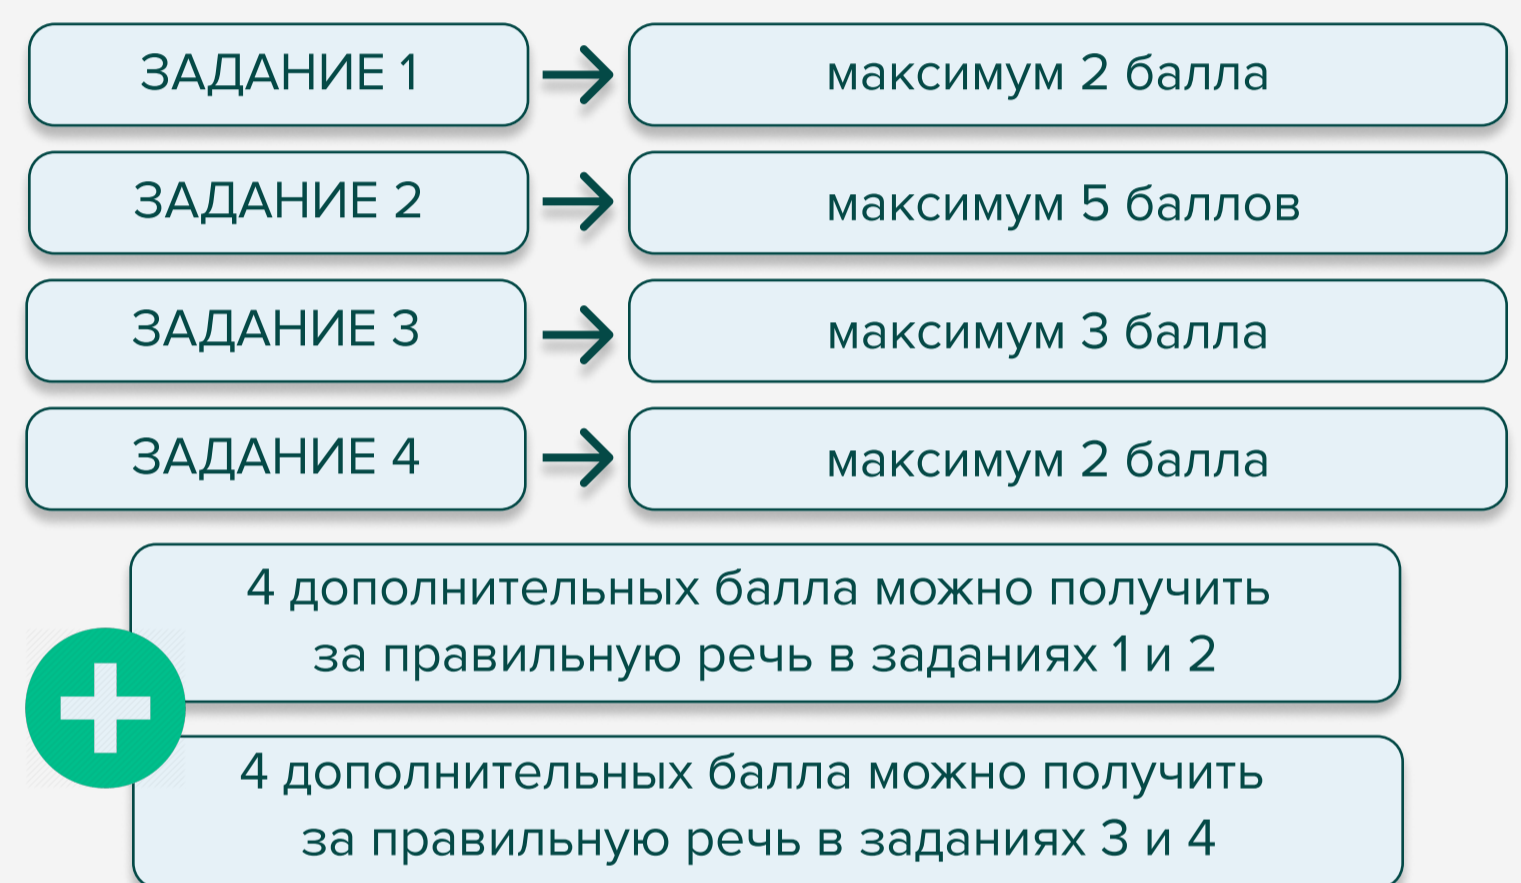 ЗАДАНИЕ 1
максимум 2 балла
ЗАДАНИЕ 2
максимум 5 баллов
ЗАДАНИЕ 3
максимум 3 балла
ЗАДАНИЕ 4
максимум 2 балла
4 дополнительных балла можно получить
за правильную речь в заданиях 1 и 2
4 дополнительных балла можно получить
за правильную речь в заданиях 3 и 4